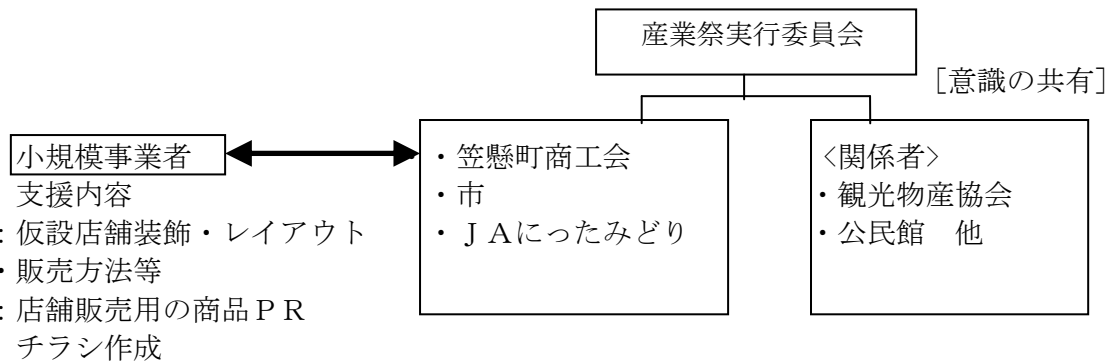 産業祭実行委員会
［意識の共有］
小規模事業者
支援内容
：仮設店舗装飾・レイアウト
・販売方法等
：店舗販売用の商品ＰＲ
チラシ作成
・笠懸町商工会
・市
・ＪＡにったみどり
〈関係者〉
・観光物産協会
・公民館　他